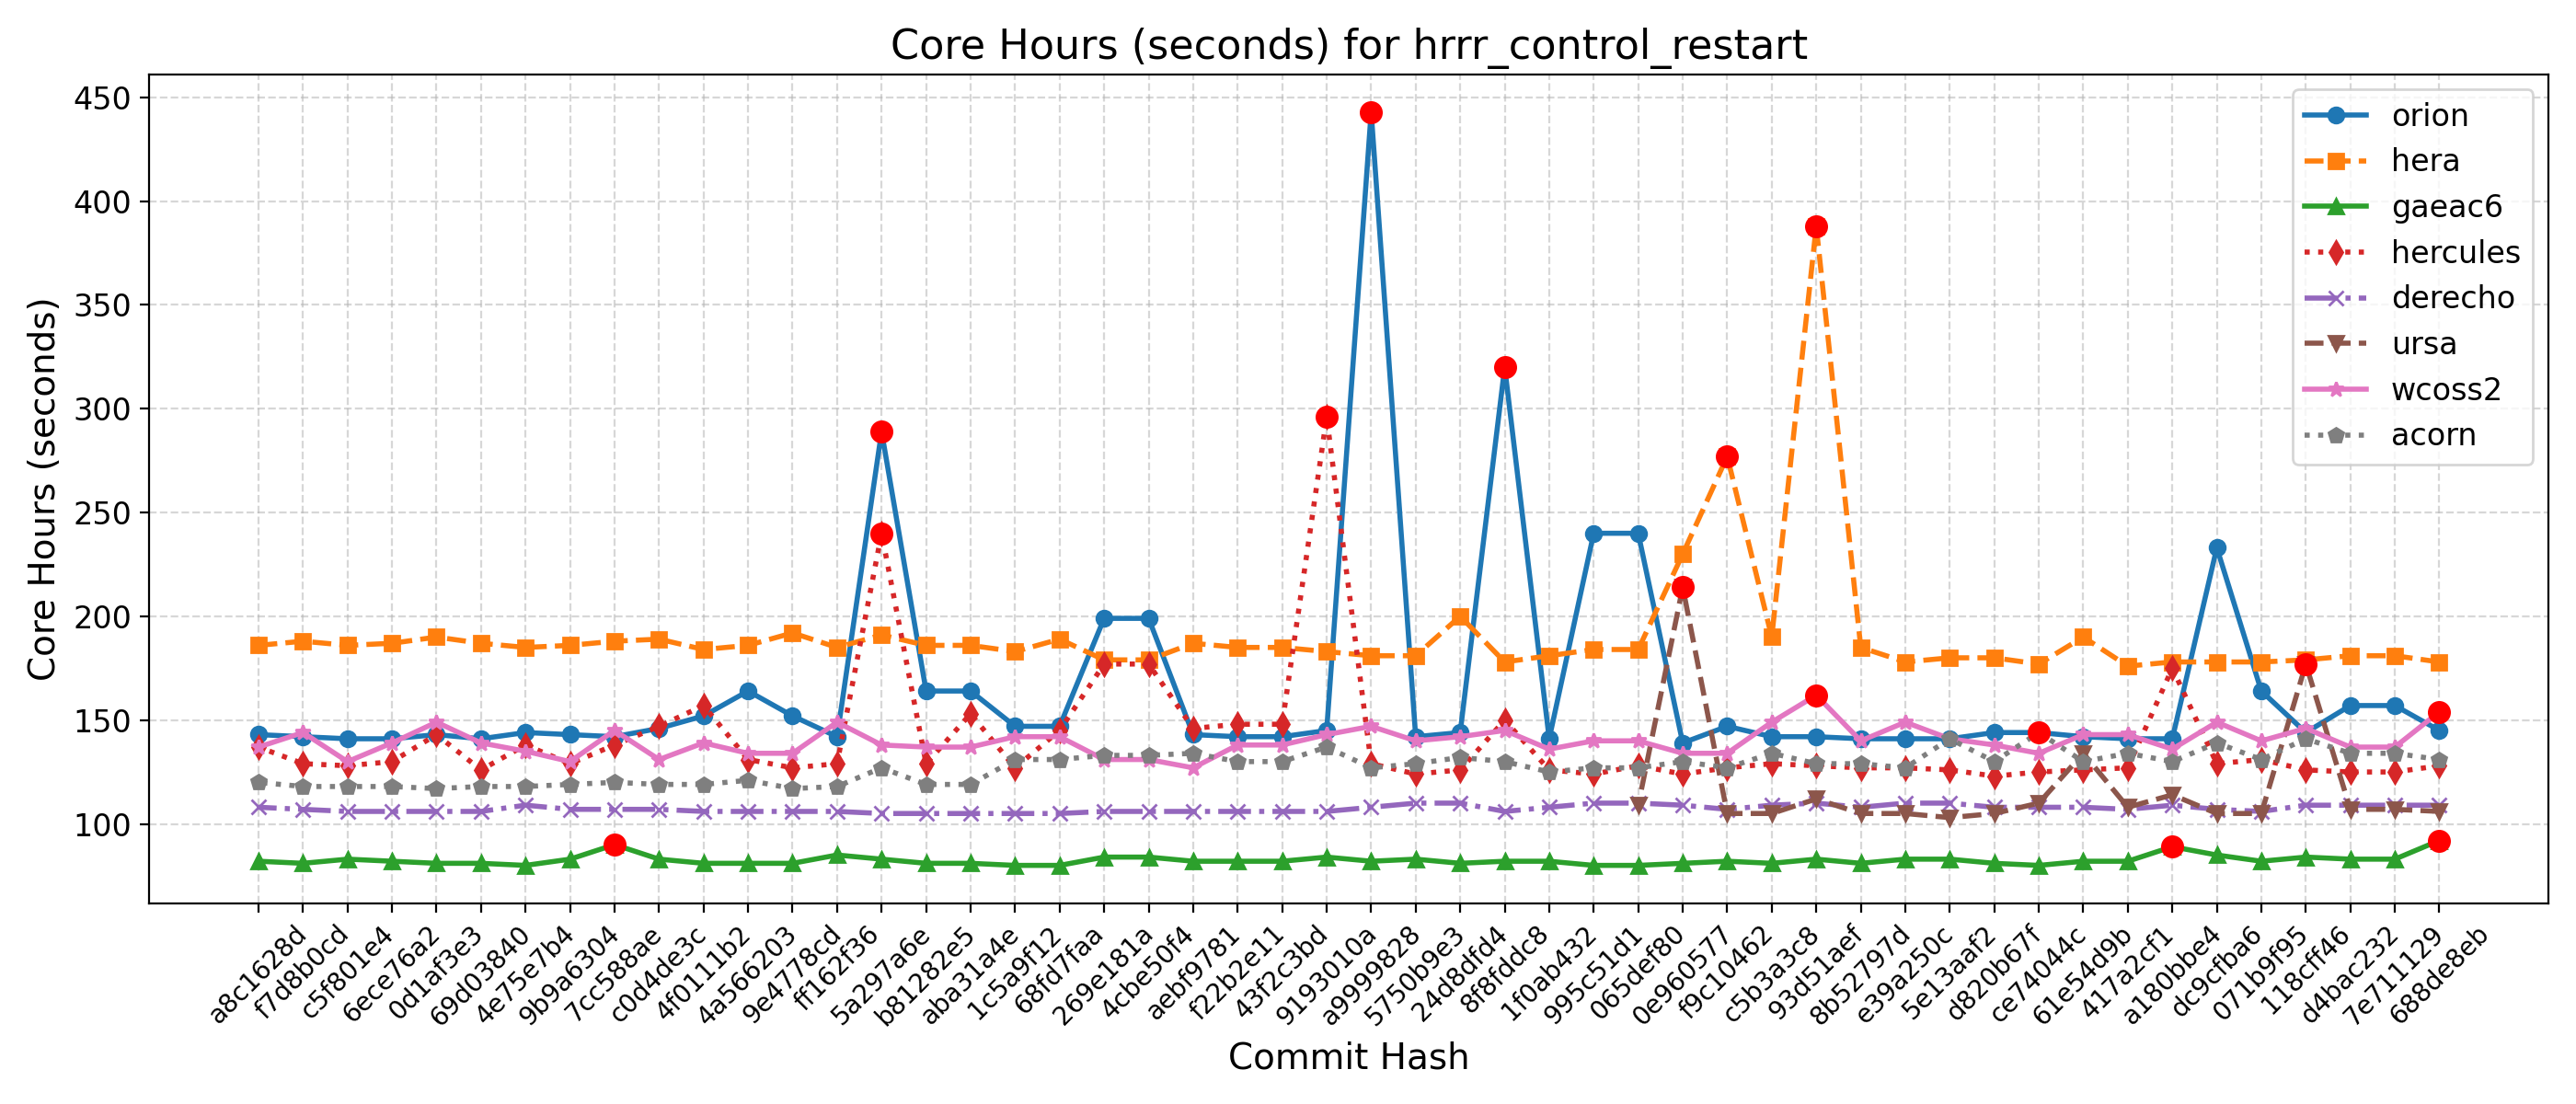 Core Hours (seconds) for hrrr_control_restart
Core Hours (seconds)
450
400
350
300
250
200
150
100
orion
hera
gaeac6
hercules
derecho
ursa
wcoss2
acorn
a8c1628d
f7d8b0cd
c5f801e4
6ece76a2
0d1af3e3
69d03840
4e75e7b4
9b9a6304
7cc588ae
c0d4de3c
4f0111b2
4a566203
9e4778cd
ff162f36
5a297a6e
b81282e5
aba31a4e
1c5a9f12
68fd7faa
269e181a
4cbe50f4
aebf9781
f22b2e11
43f2c3bd
9193010a
a9999828
5750b9e3
24d8dfd4
8f8fddc8
1f0ab432
995c51d1
065def80
0e960577
f9c10462
c5b3a3c8
93d51aef
8b52797d
e39a250c
5e13aaf2
d820b67f
ce74044c
61e54d9b
417a2cf1
a180bbe4
dc9cfba6
071b9f95
118cff46
d4bac232
7e711129
688de8eb
Commit Hash